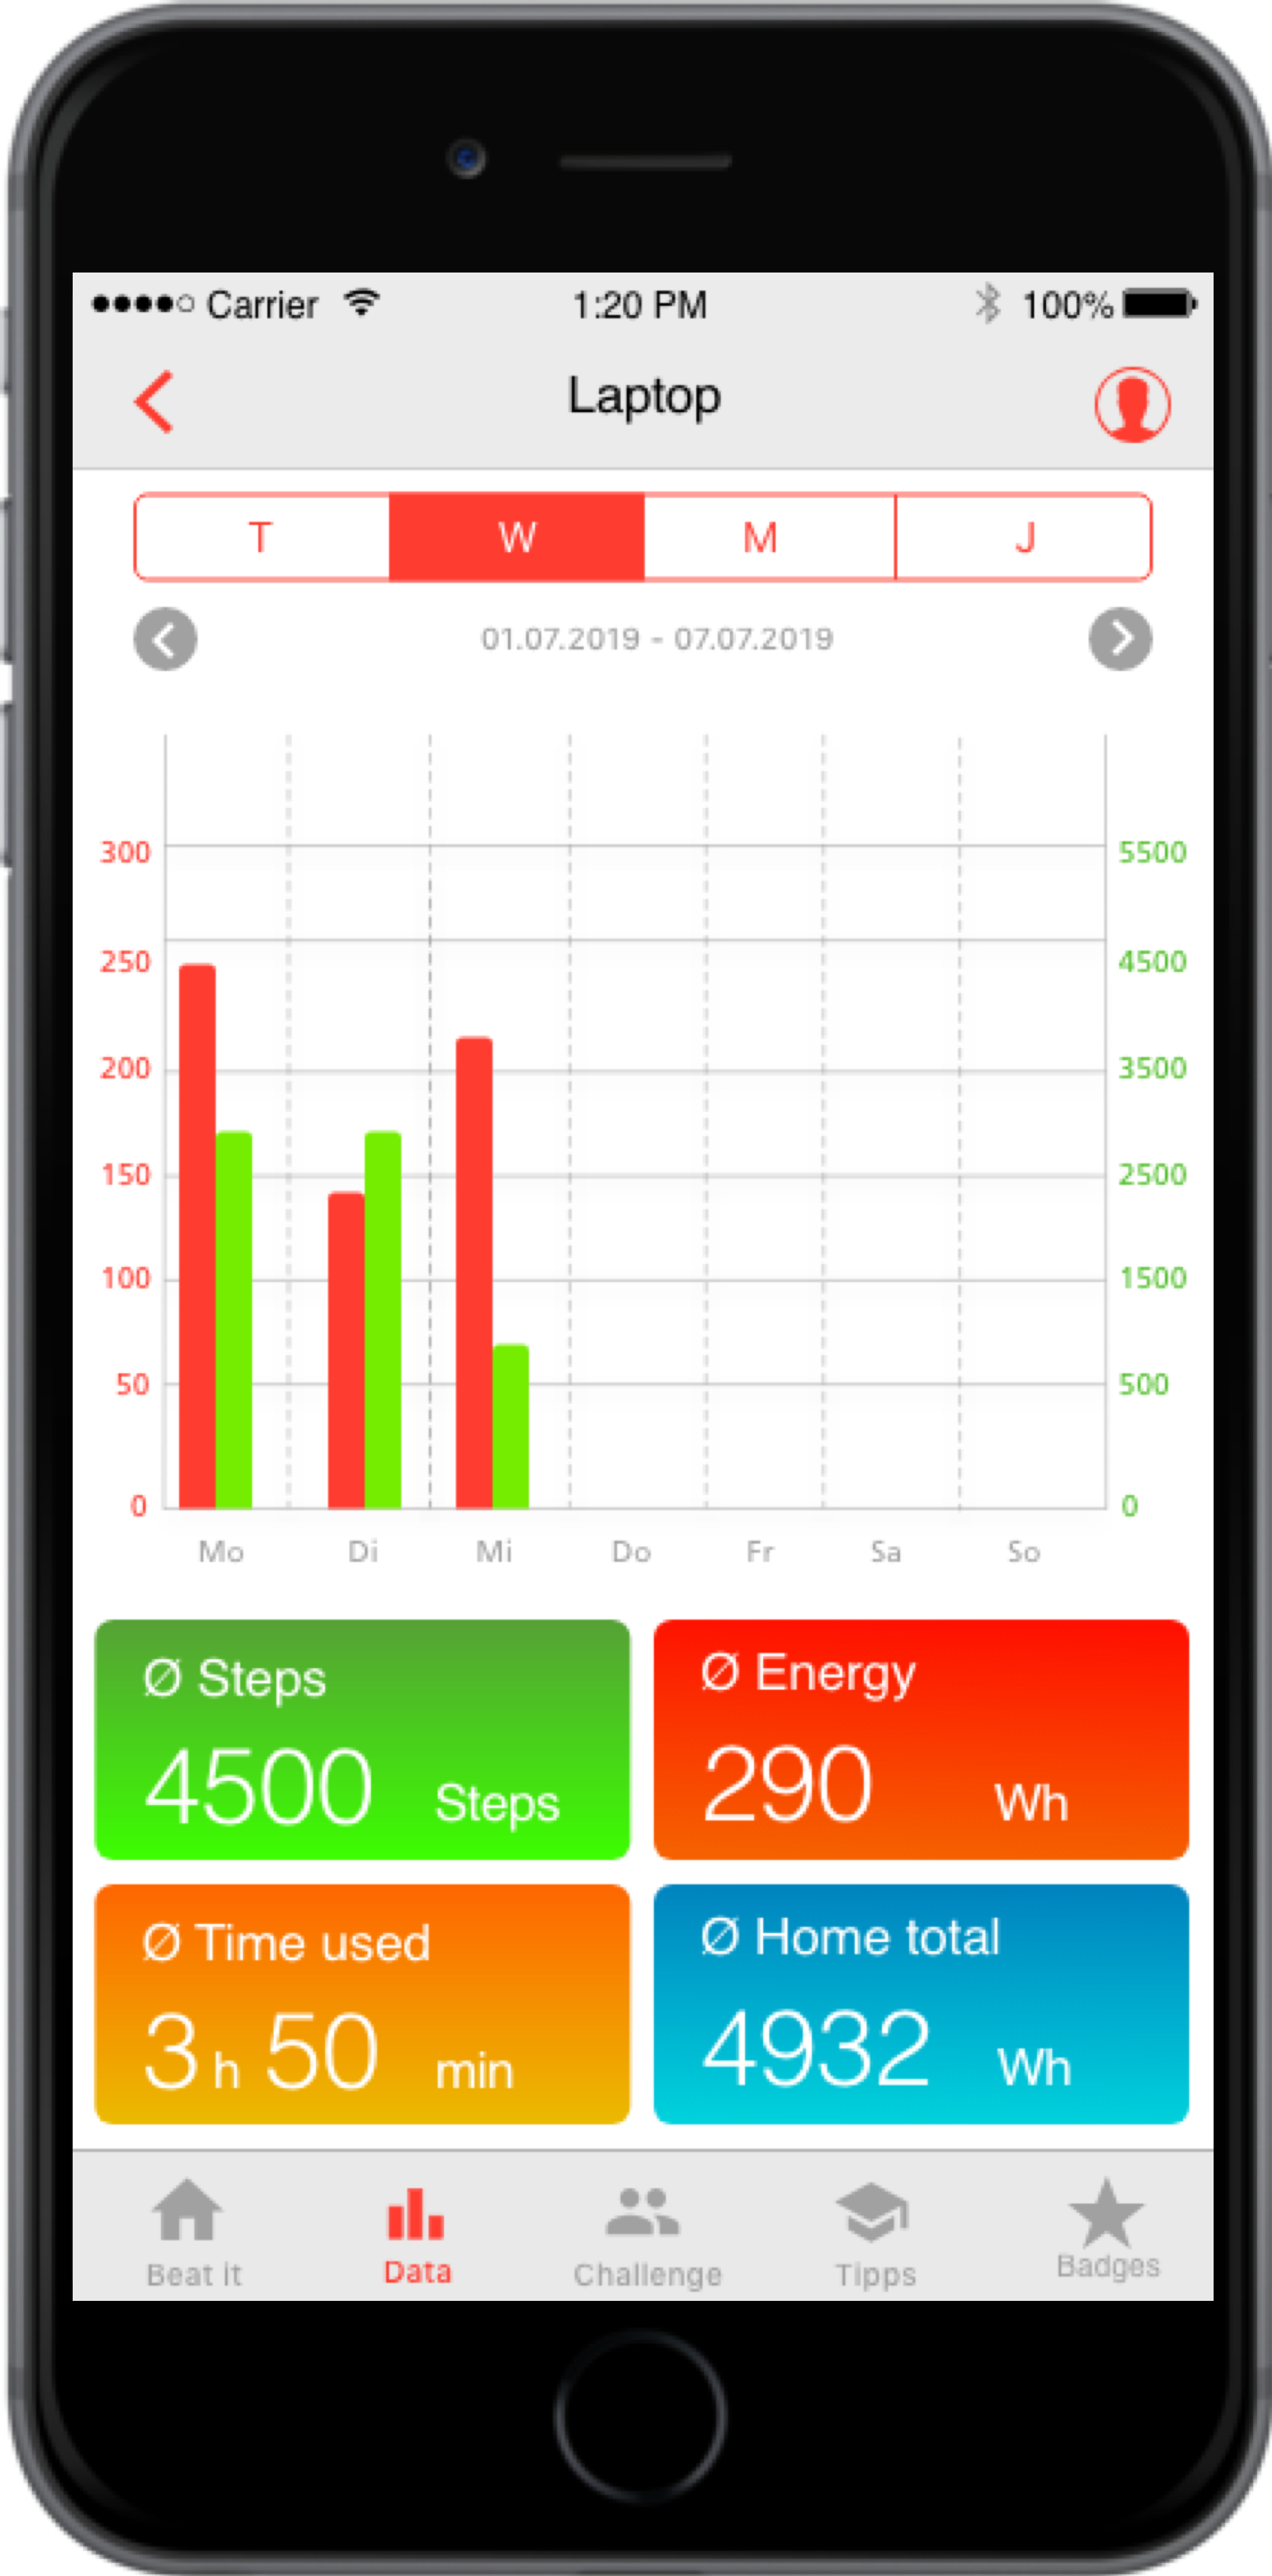 Carrier 1:20 PM 100%
Laptop
T W M J
01.07.2019 - 07.07.2019
300 5500
250 4500
200 3500
150 2500
100 1500
50 500
0 0
Mo Di Mi Do Fr Sa So
Ø Steps Ø Energy
4500 Steps 290 Wh
Ø Time used Ø Home total
3 h 50 min 4932 Wh
Beat it Data Challenge Tipps Badges